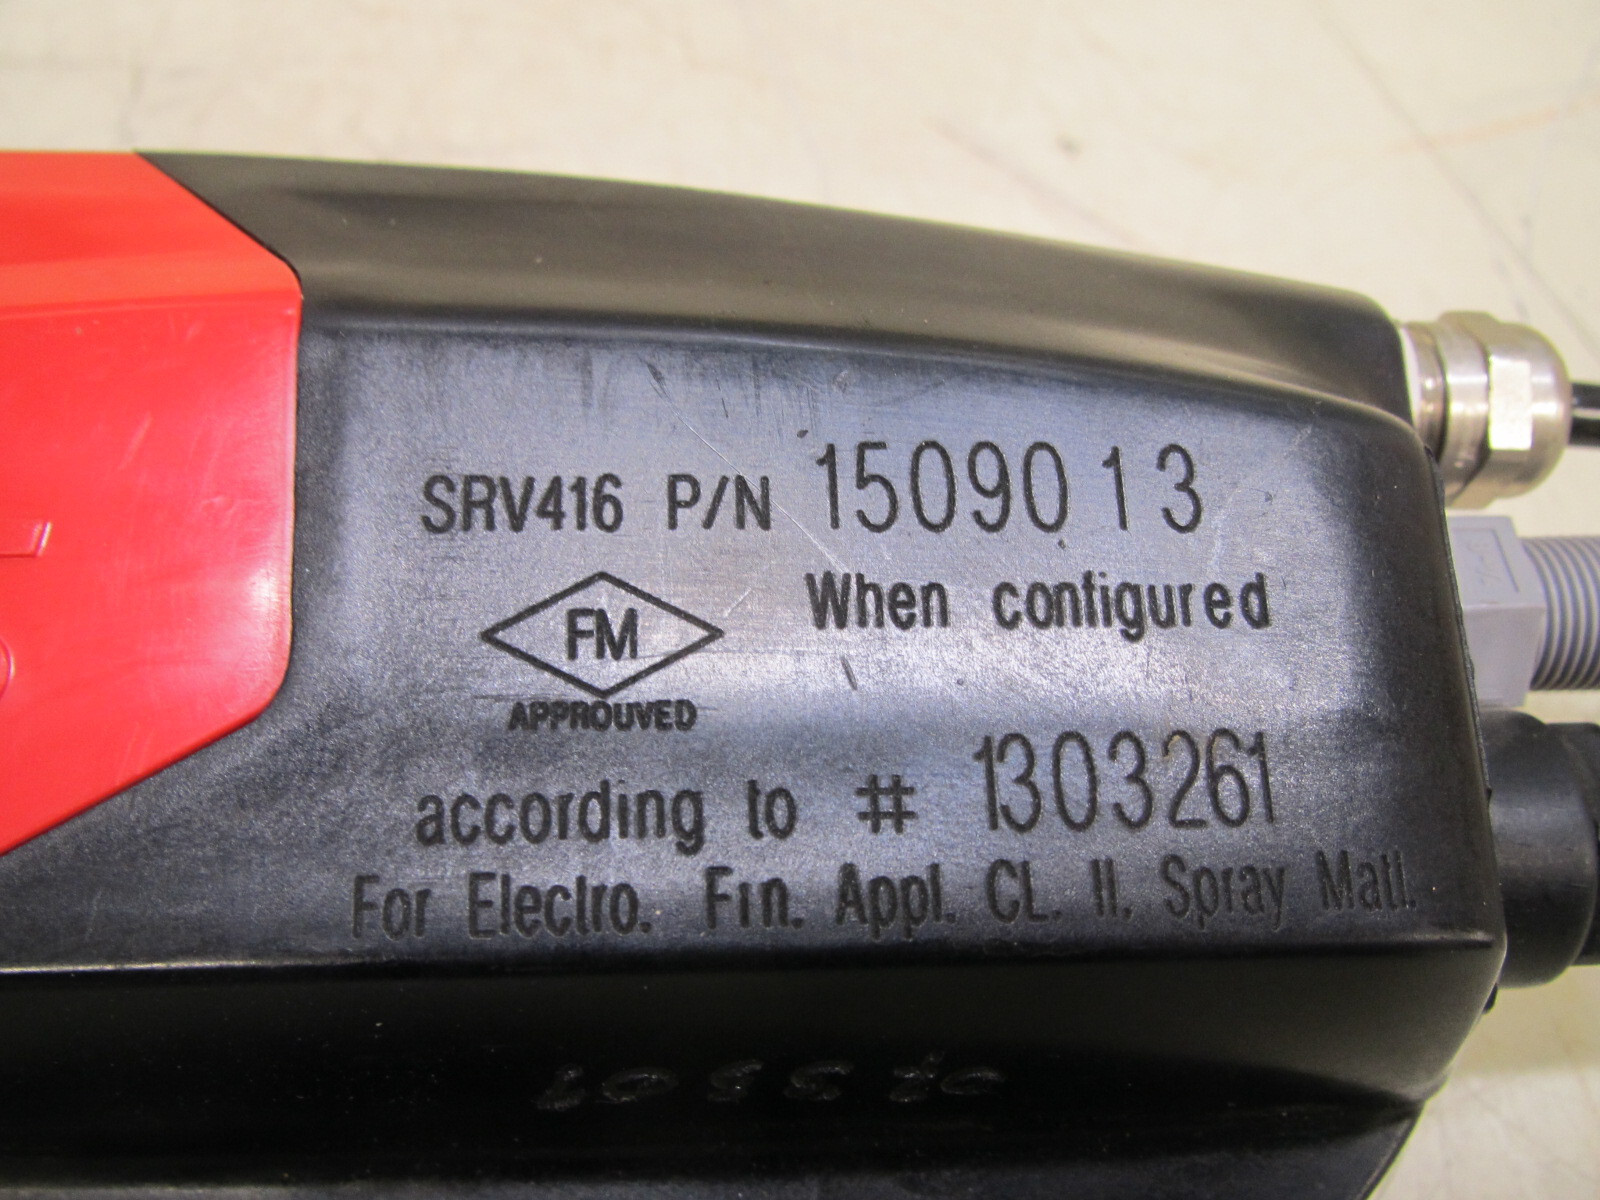 SRV416 P/N 1509013
FM When configured
APPROUVED
according to # 1303261
For Electro. Fin. Appl. CL. II. Spray Matl.